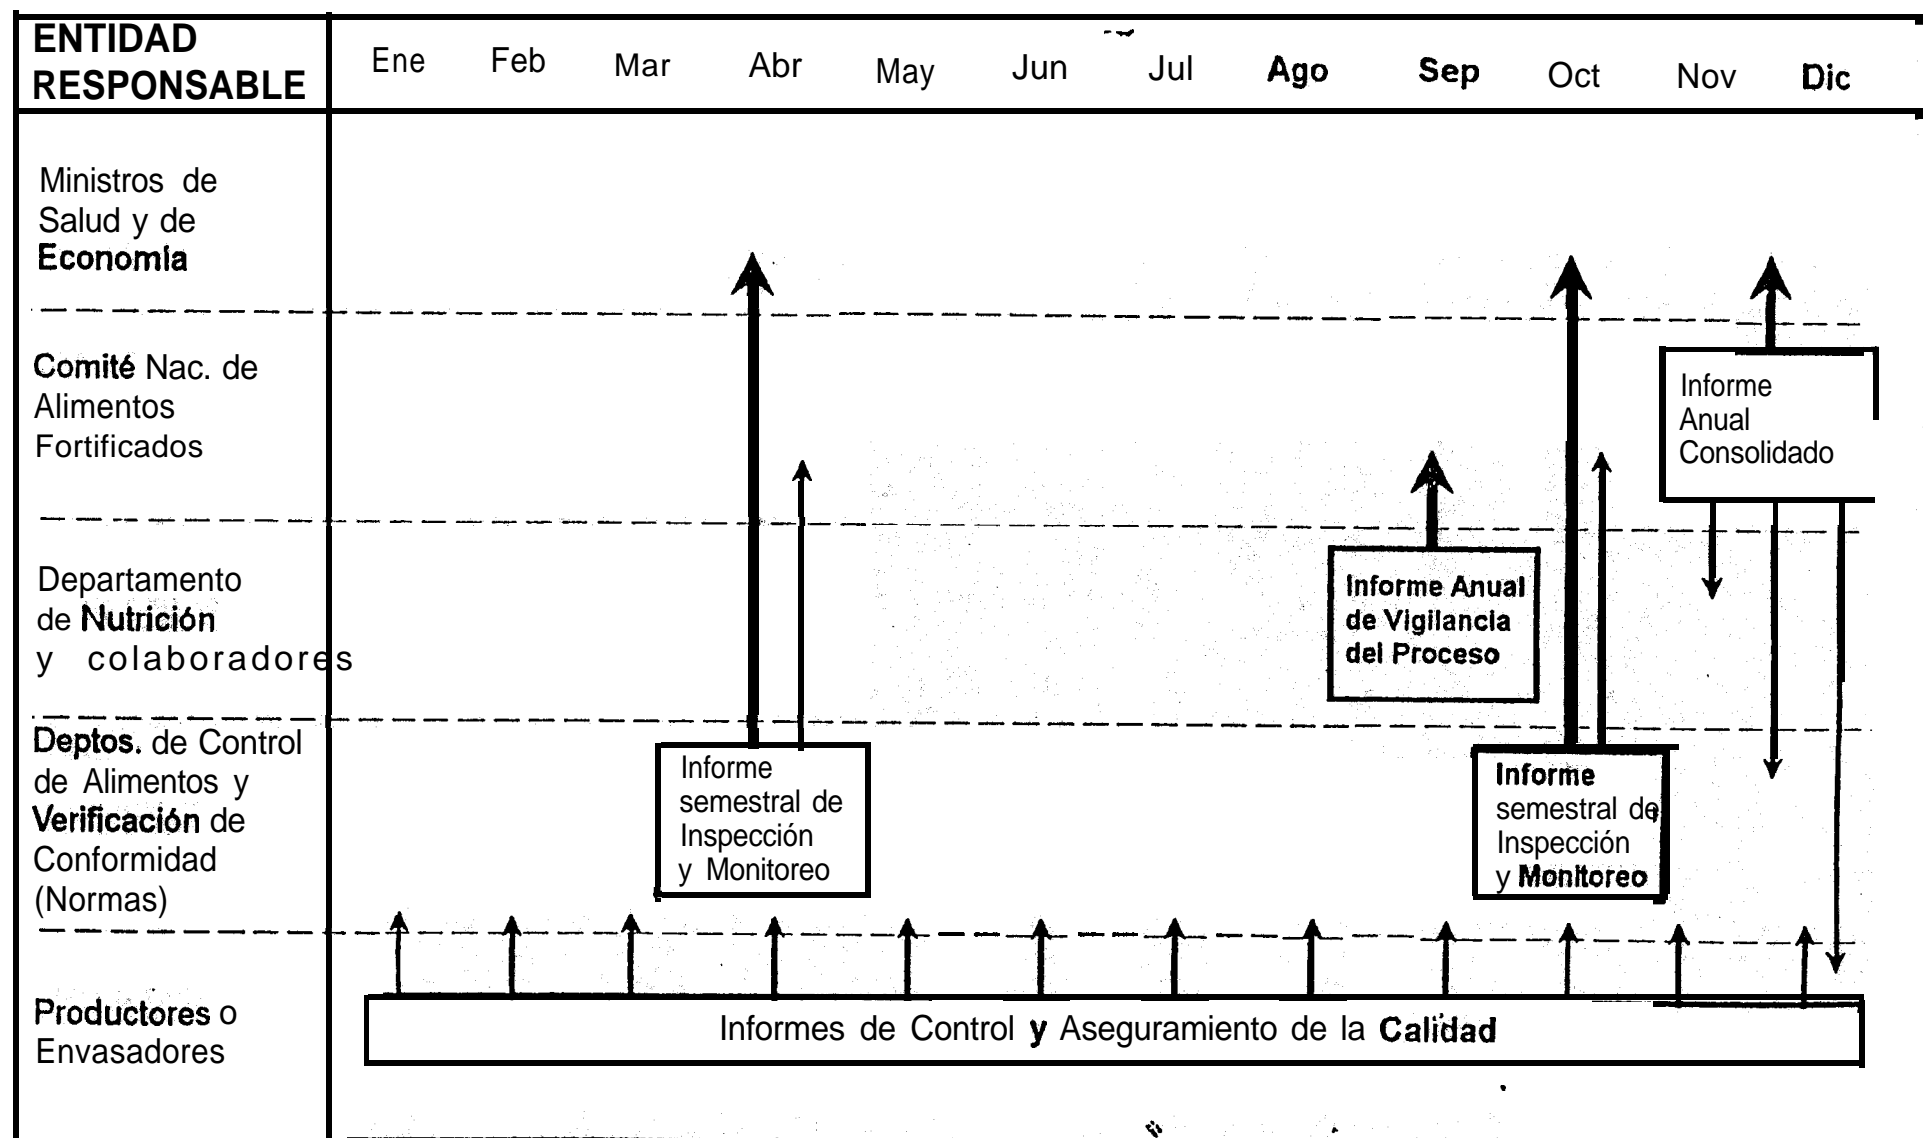 ENTIDAD
RESPONSABLE
Ene Feb Mar Abr May Jun Jul Ago Sep Oct Nov Dic
Ministros de
Salud y de
Economía
Comité Nac. de
Alimentos
Fortificados
Informe
Anual
Consolidado
Departamento
de Nutrición
y colaboradores
Informe Anual
de Vigilancia
del Proceso
Deptos. de Control
de Alimentos y
Verificación de
Conformidad
(Normas)
Informe
semestral de
Inspección
y Monitoreo
Informe
semestral de
Inspección
y Monitoreo
Productores o
Envasadores
Informes de Control y Aseguramiento de la Calidad